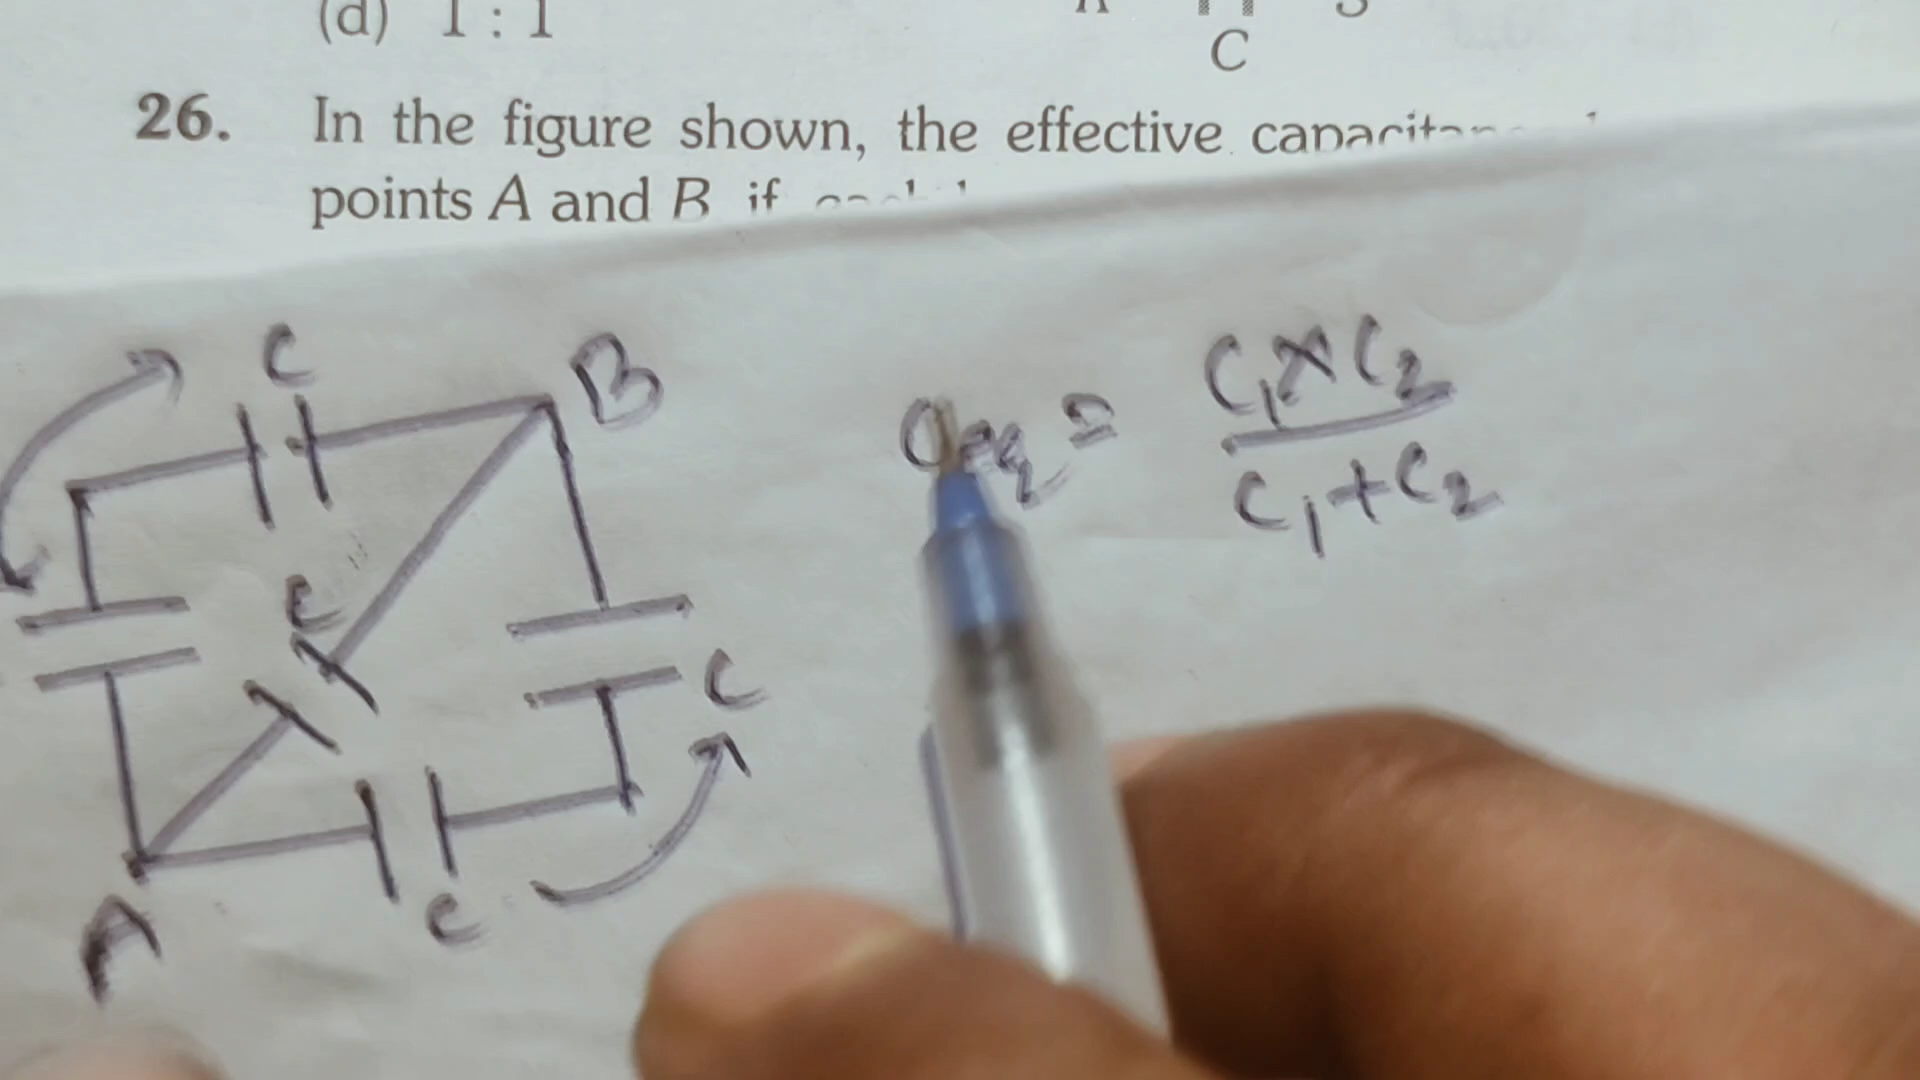 (d) 1 : 1
C
26. In the figure shown, the effective
points A and B if
C
B
C
C
C
A
Ceq =
C₁ × C₂
C₁ + C₂